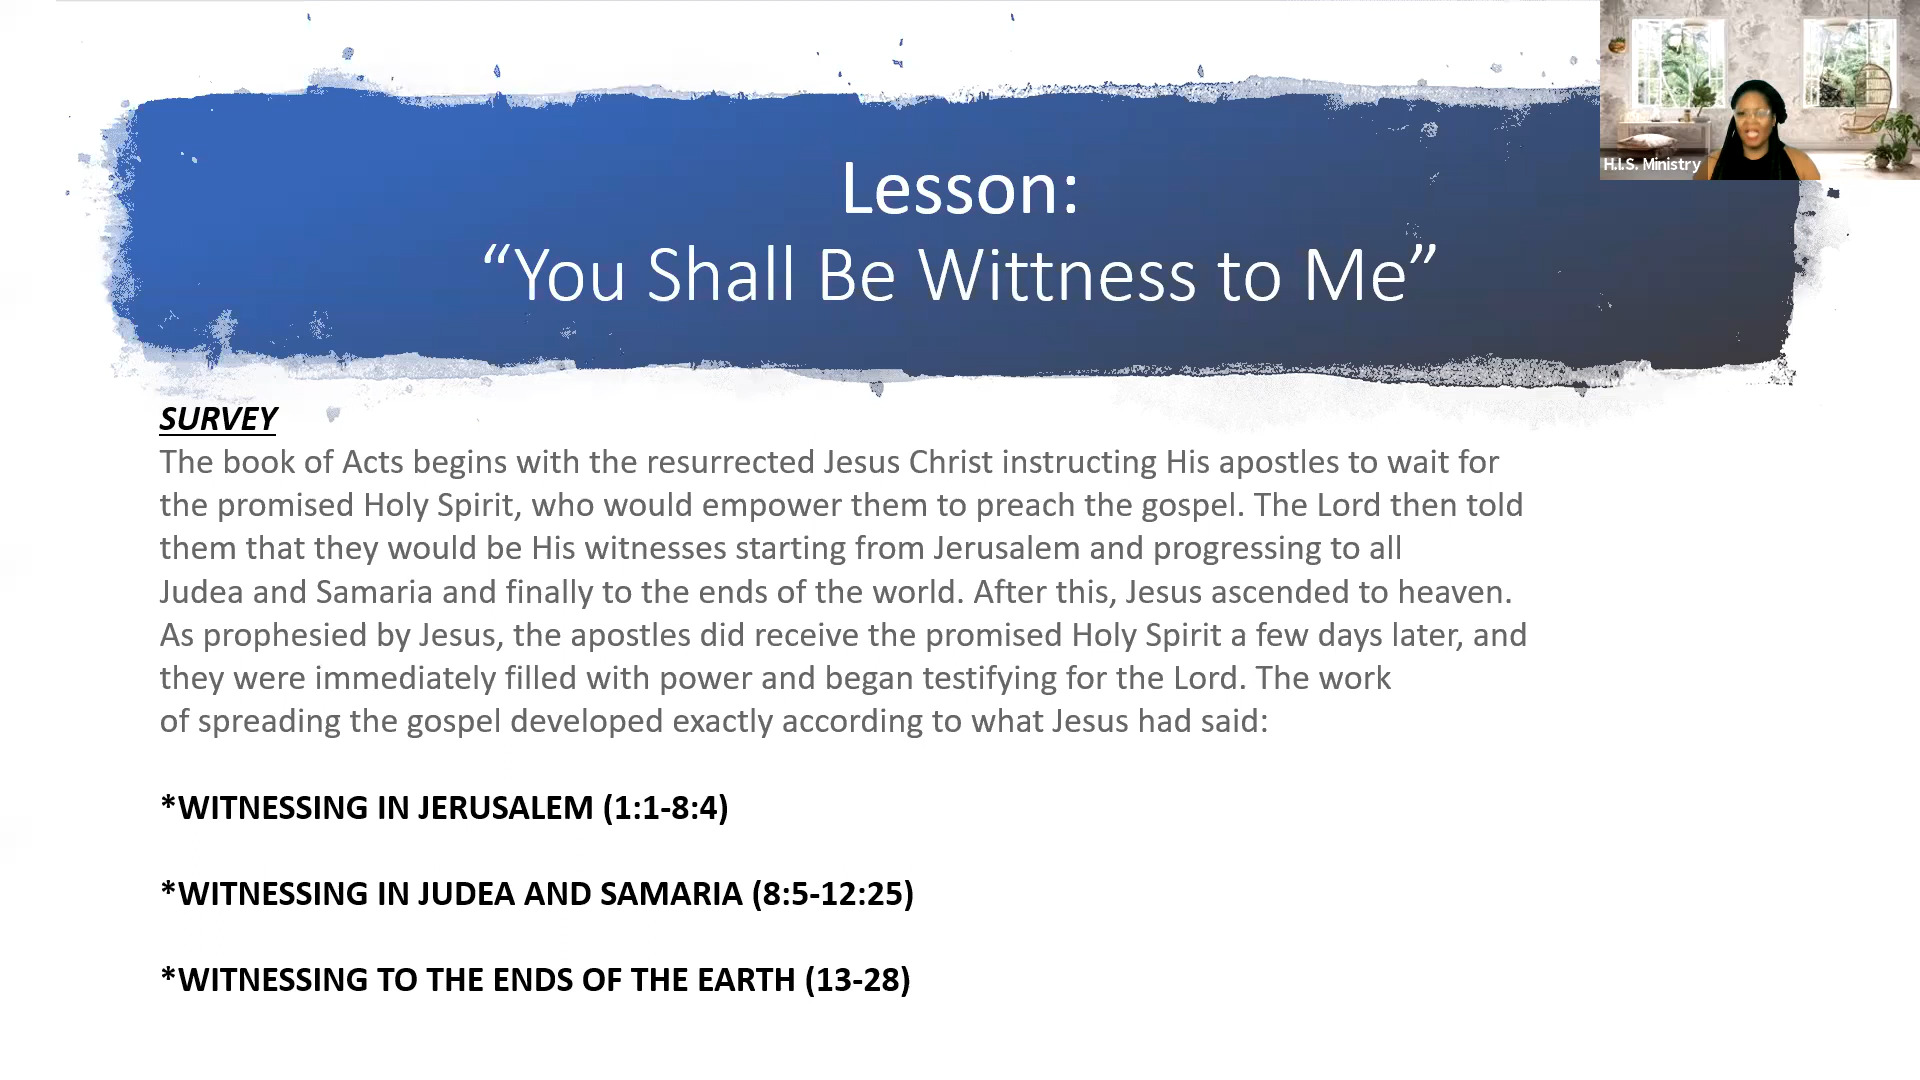 Lesson:
“You Shall Be Wittness to Me”
H.I.S. Ministry
SURVEY
The book of Acts begins with the resurrected Jesus Christ instructing His apostles to wait for
the promised Holy Spirit, who would empower them to preach the gospel. The Lord then told
them that they would be His witnesses starting from Jerusalem and progressing to all
Judea and Samaria and finally to the ends of the world. After this, Jesus ascended to heaven.
As prophesied by Jesus, the apostles did receive the promised Holy Spirit a few days later, and
they were immediately filled with power and began testifying for the Lord. The work
of spreading the gospel developed exactly according to what Jesus had said:
*WITNESSING IN JERUSALEM (1:1-8:4)
*WITNESSING IN JUDEA AND SAMARIA (8:5-12:25)
*WITNESSING TO THE ENDS OF THE EARTH (13-28)